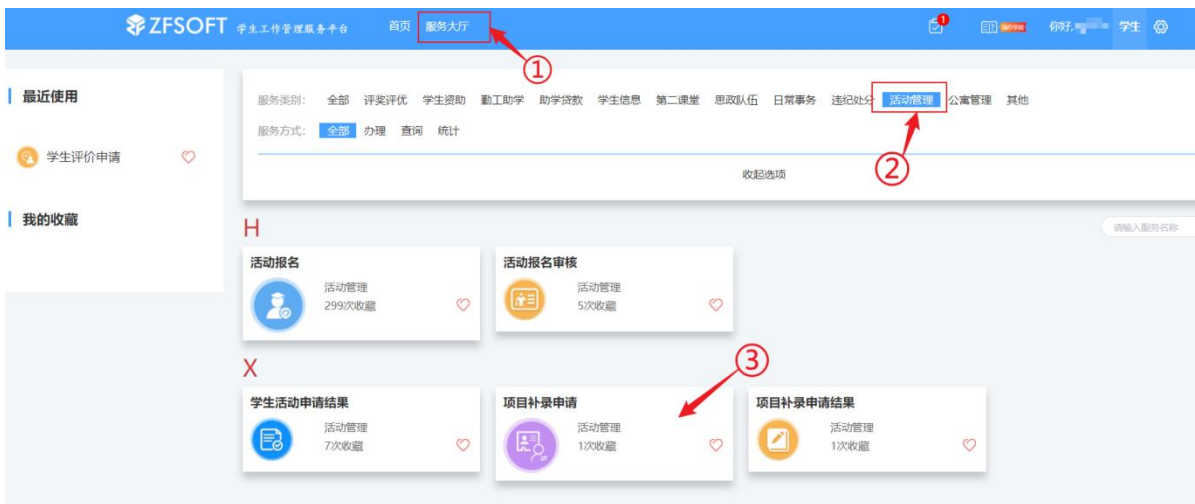 ZFSOFT 学生工作管理服务平台 首页 服务大厅 1 你好, 学生
①
最近使用
服务类别: 全部 评奖评优 学生资助 勤工助学 助学贷款 学生信息 第二课堂 思政队伍 日常事务 违纪处分 活动管理 公寓管理 其他
服务方式: 全部 办理 查询 统计
学生评价申请
②
收起选项
我的收藏
H
请输入服务名称
活动报名 活动报名审核
活动管理 活动管理
299次收藏 5次收藏
X
③
学生活动申请结果 项目补录申请 项目补录申请结果
活动管理 活动管理 活动管理
7次收藏 1次收藏 1次收藏